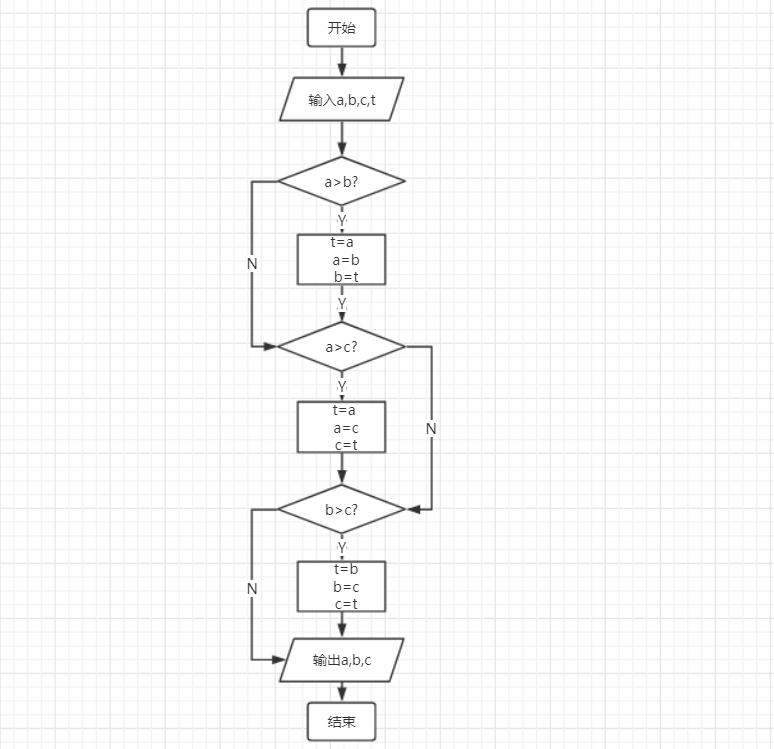 开始
输入a,b,c,t
a>b?
Y
t=a
a=b
b=t
N
Y
a>c?
Y
t=a
a=c
c=t
N
b>c?
Y
t=b
b=c
c=t
N
输出a,b,c
结束